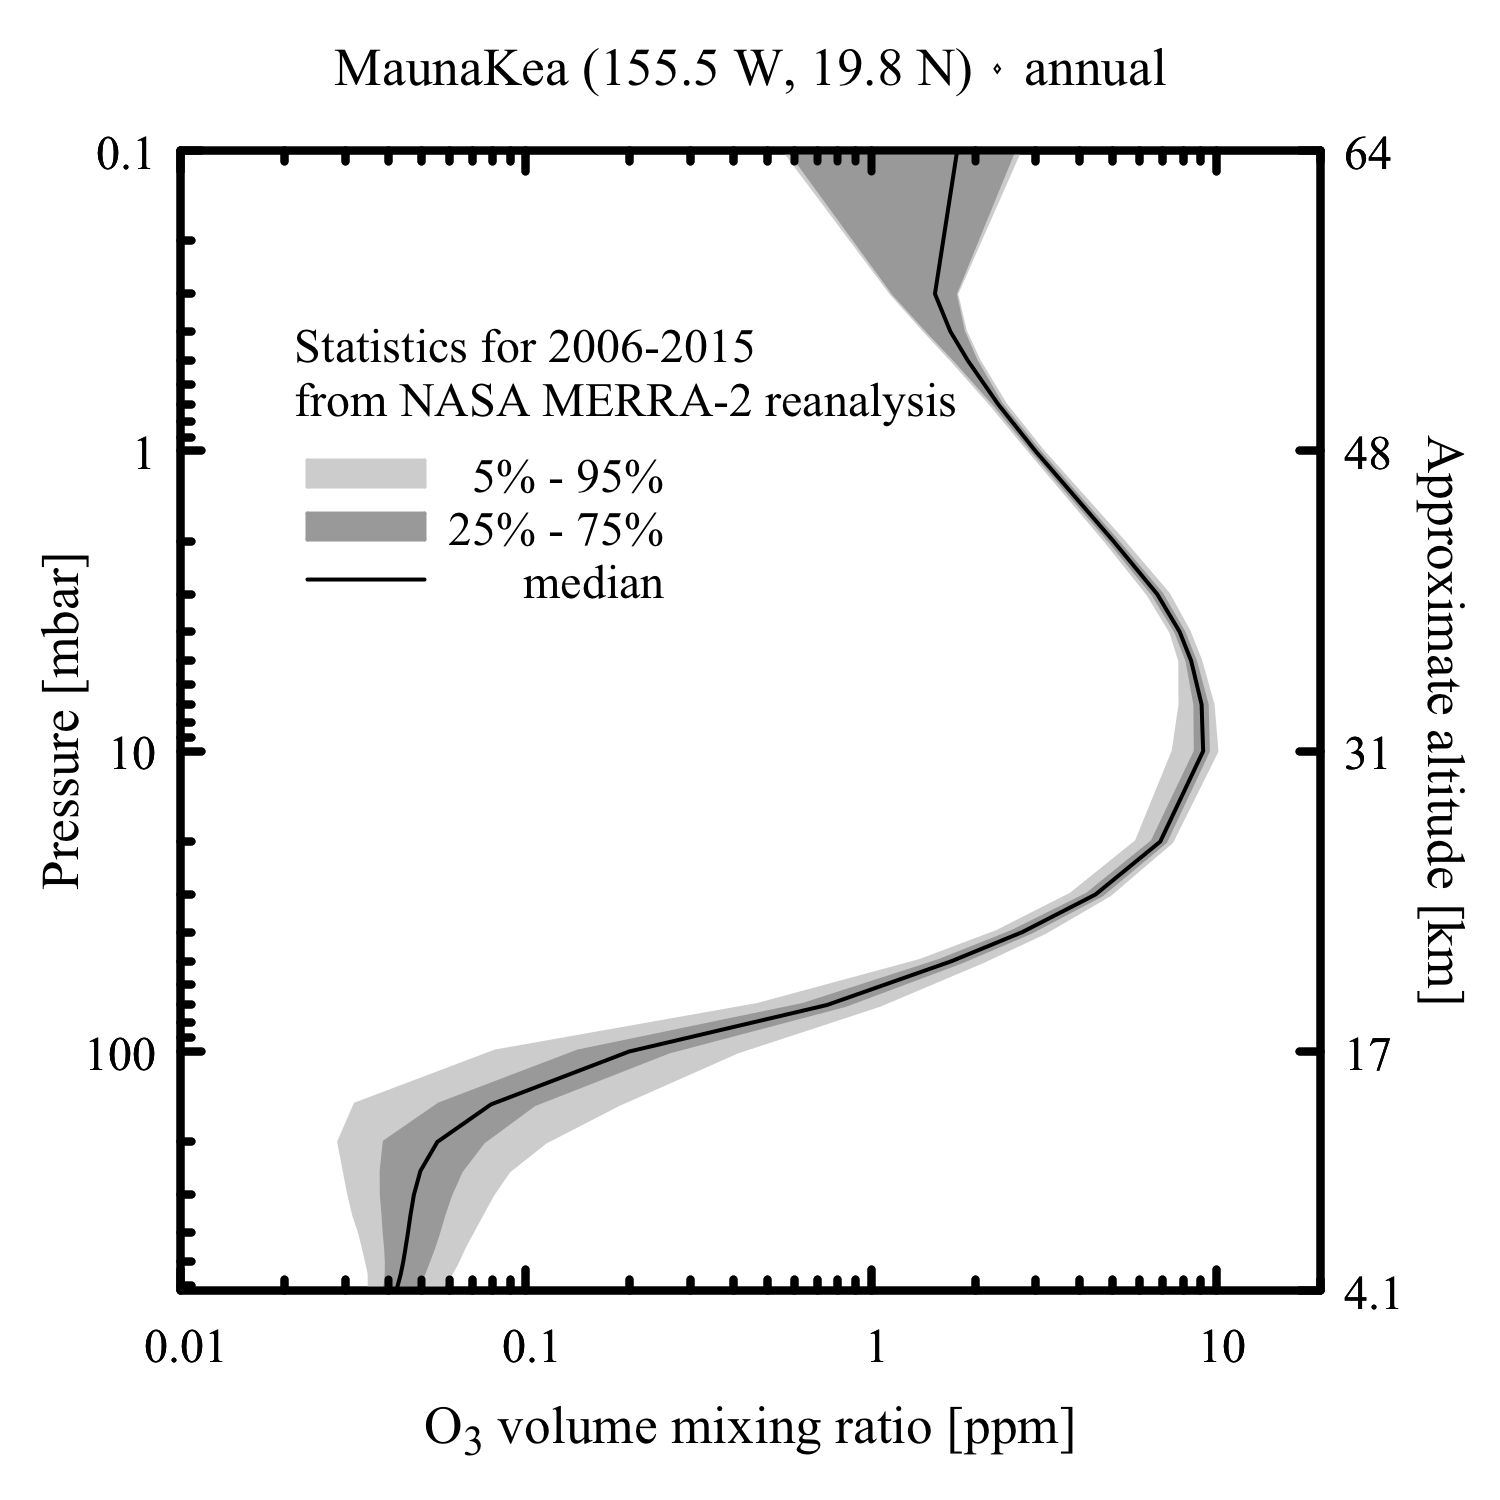 MaunaKea (155.5 W, 19.8 N) ⋄ annual
0.1
64
Statistics for 2006-2015
from NASA MERRA-2 reanalysis
1
48
5% - 95%
25% - 75%
median
Pressure [mbar]
Approximate altitude [km]
10
31
100
17
4.1
0.01
0.1
1
10
O₃ volume mixing ratio [ppm]